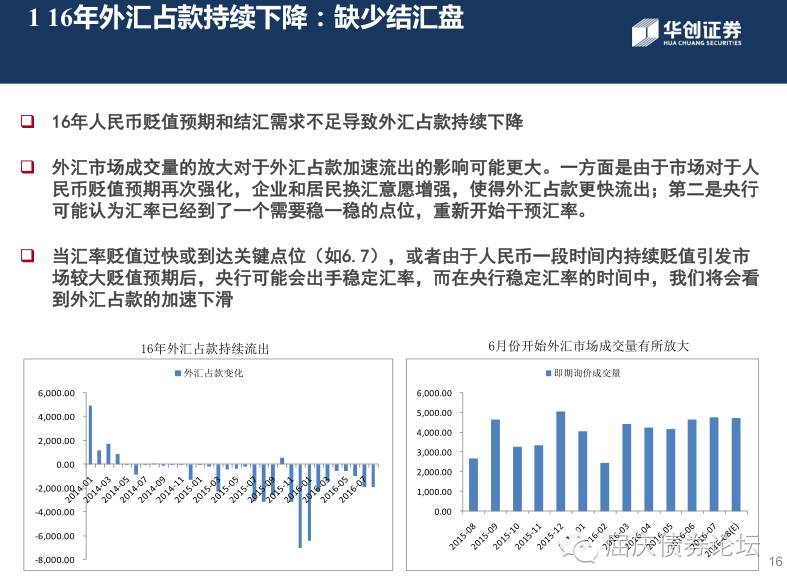 1 16年外汇占款持续下降：缺少结汇盘
华创证券
HUA CHUANG SECURITIES
16年人民币贬值预期和结汇需求不足导致外汇占款持续下降
外汇市场成交量的放大对于外汇占款加速流出的影响可能更大。一方面是由于市场对于人
民币贬值预期再次强化，企业和居民换汇意愿增强，使得外汇占款更快流出；第二是央行
可能认为汇率已经到了一个需要稳一稳的点位，重新开始干预汇率。
当汇率贬值过快或到达关键点位（如6.7），或者由于人民币一段时间内持续贬值引发市
场较大贬值预期后，央行可能会出手稳定汇率，而在央行稳定汇率的时间中，我们将会看
到外汇占款的加速下滑
16年外汇占款持续流出
外汇占款变化
6,000.00
4,000.00
2,000.00
0.00
-2,000.00
-4,000.00
-6,000.00
-8,000.00
2014-01
2014-03
2014-05
2014-07
2014-09
2014-11
2015-01
2015-03
2015-05
2015-07
2015-09
2015-11
2016-01
2016-03
2016-05
2016-07
6月份开始外汇市场成交量有所放大
即期询价成交量
6,000.00
5,000.00
4,000.00
3,000.00
2,000.00
1,000.00
0.00
2015-08
2015-09
2015-10
2015-11
2015-12
2016-02
2016-03
2016-04
2016-05
2016-06
2016-07
屈庆债券论坛
16